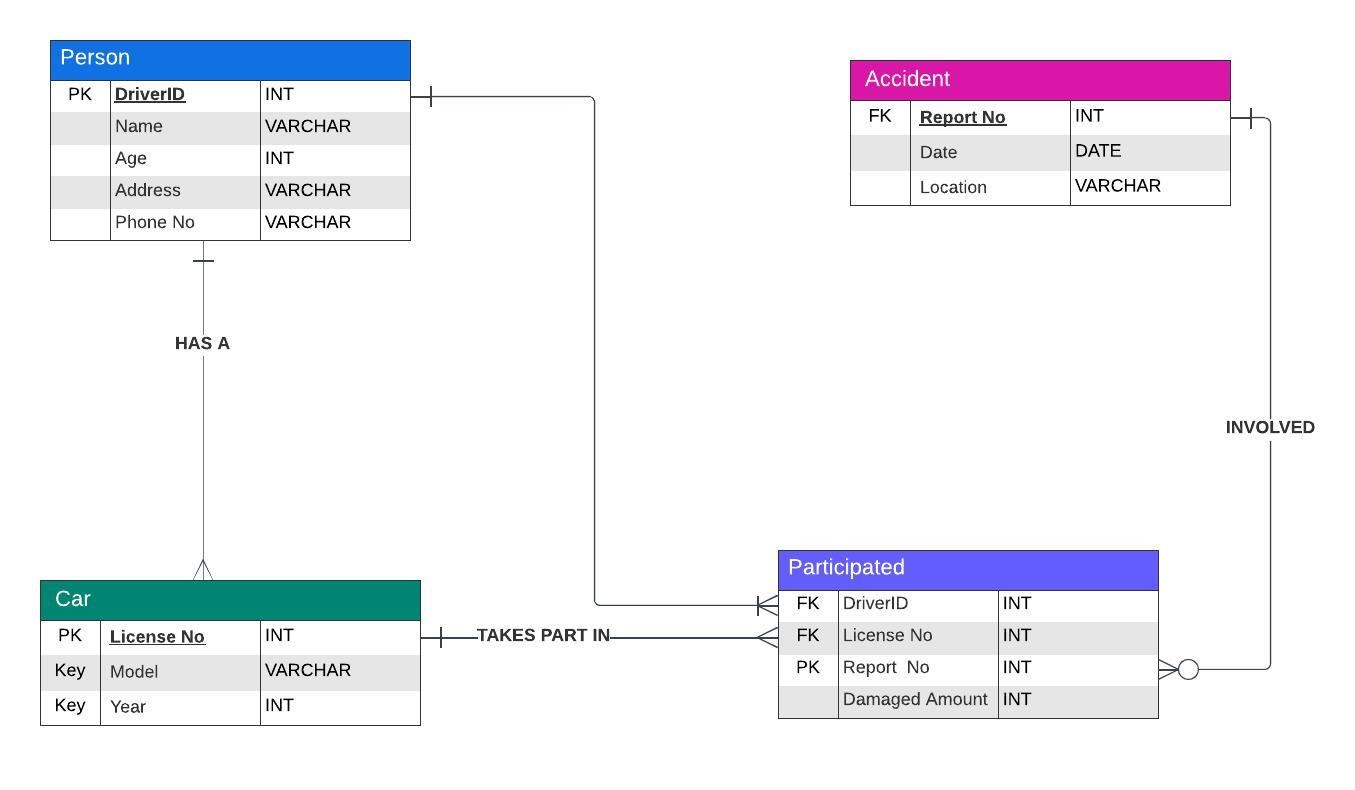 Person
PK DriverID INT
Name VARCHAR
Age INT
Address VARCHAR
Phone No VARCHAR
Accident
FK Report No INT
Date DATE
Location VARCHAR
HAS A
INVOLVED
Car
PK License No INT
Key Model VARCHAR
Key Year INT
TAKES PART IN
Participated
FK DriverID INT
FK License No INT
PK Report  No INT
Damaged Amount INT